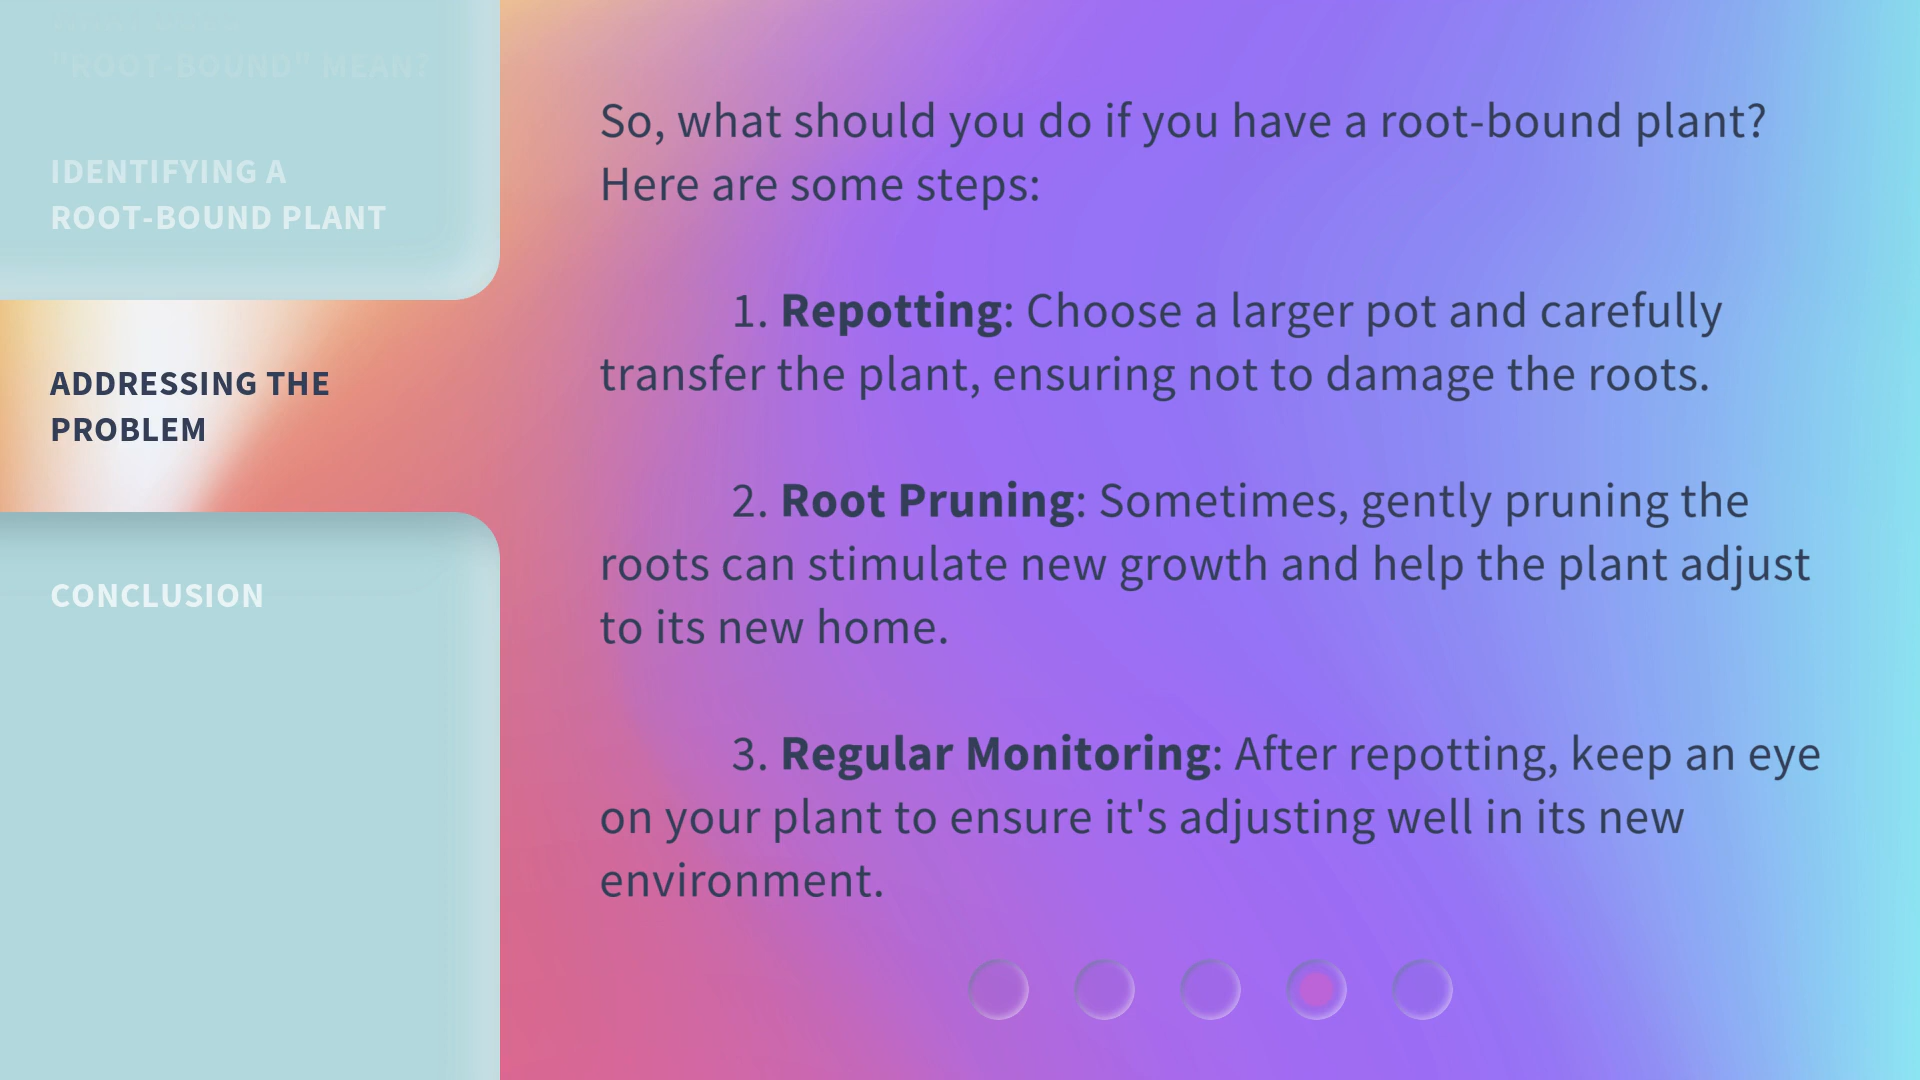 "ROOT-BOUND" MEAN?
IDENTIFYING A
ROOT-BOUND PLANT
ADDRESSING THE
PROBLEM
CONCLUSION
So, what should you do if you have a root-bound plant?
Here are some steps:
1. Repotting: Choose a larger pot and carefully
transfer the plant, ensuring not to damage the roots.
2. Root Pruning: Sometimes, gently pruning the
roots can stimulate new growth and help the plant adjust
to its new home.
3. Regular Monitoring: After repotting, keep an eye
on your plant to ensure it's adjusting well in its new
environment.